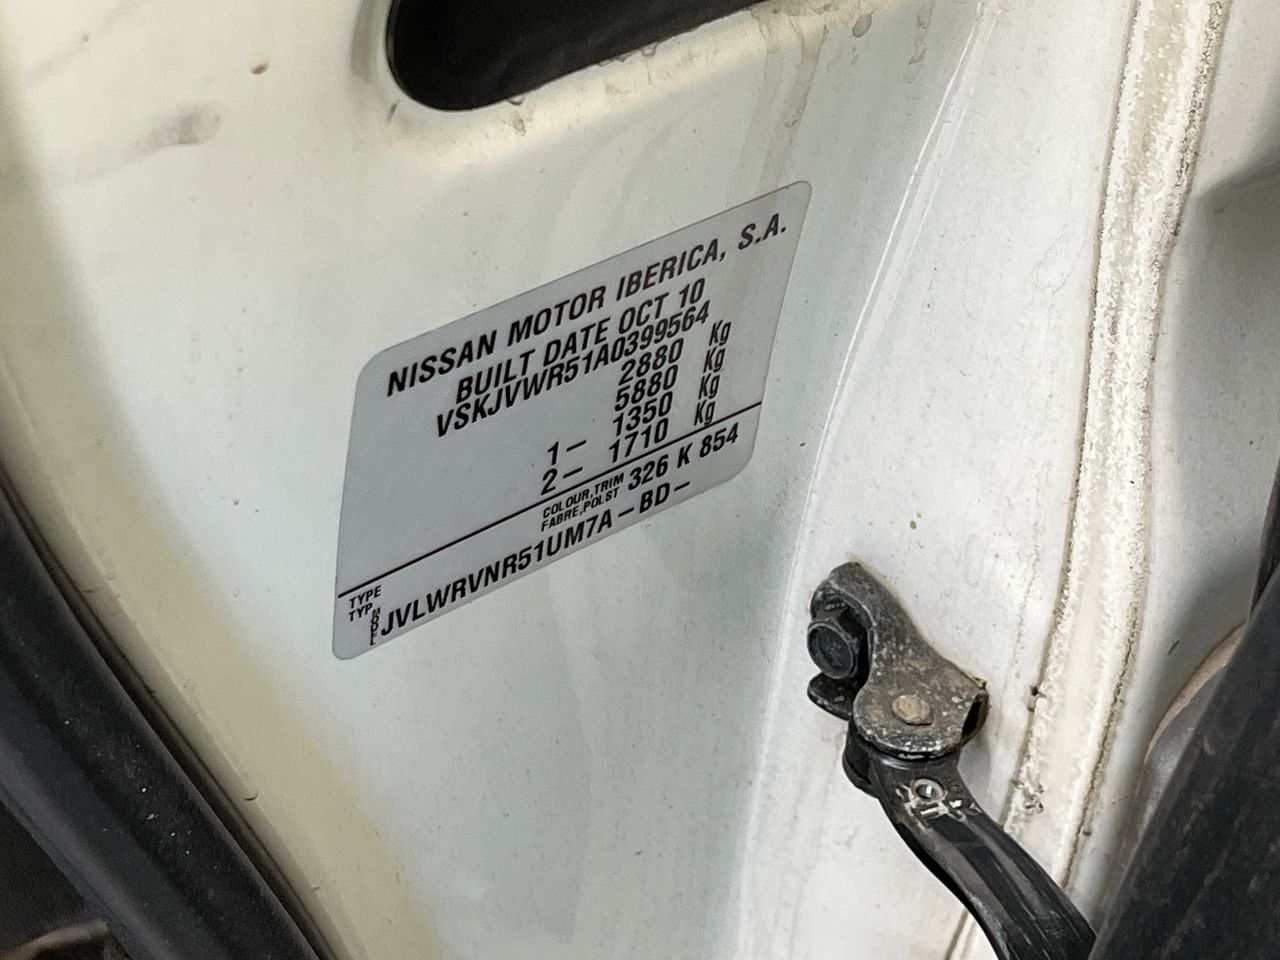 NISSAN MOTOR IBERICA, S.A.
BUILT DATE OCT 10
VSKJVWR51A0399564
2880 Kg
5880 Kg
1– 1350 Kg
2– 1710 Kg
COLOUR,TRIM
FABRE,POLST 326 K 854
TYPE
TYP
MODEL JVLWRVNR51UM7A–BD–